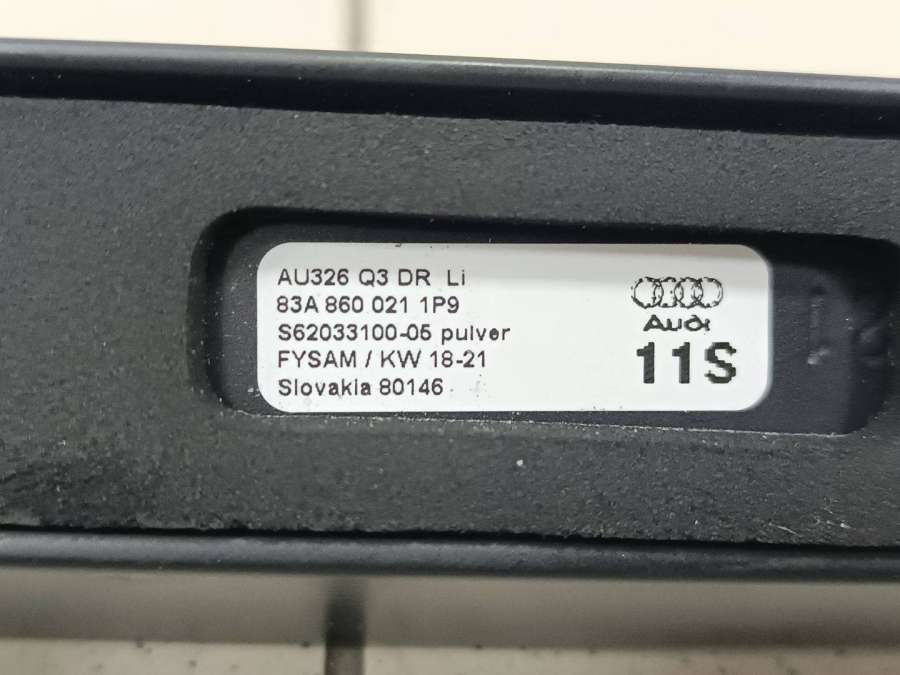 AU326 Q3 DR Li
83A 860 021 1P9
S62033100-05 pulver
FYSAM / KW 18-21
Slovakia 80146
Audi
11S